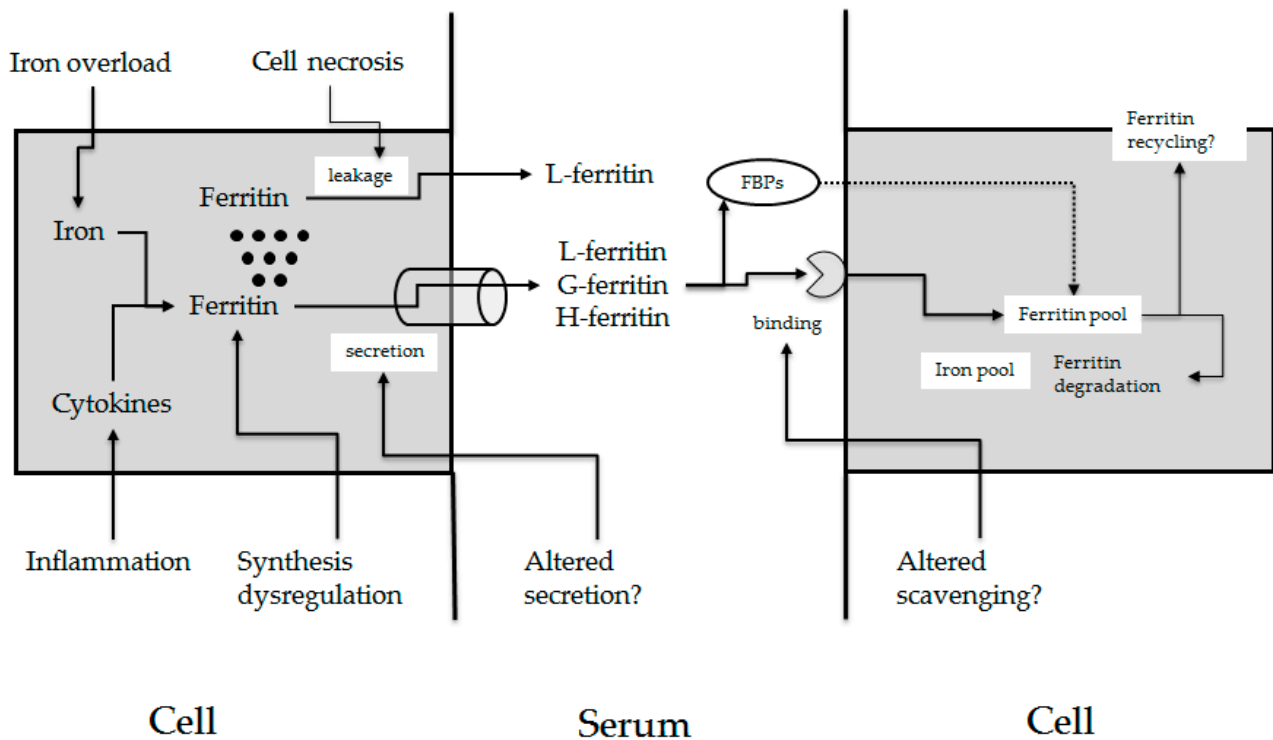 Iron overload
Cell necrosis
leakage
Ferritin
L-ferritin
Iron
Ferritin
secretion
Cytokines
Inflammation
Synthesis
dysregulation
Altered
secretion?
L-ferritin
G-ferritin
H-ferritin
FBPs
binding
Ferritin
recycling?
Ferritin pool
Iron pool
Ferritin
degradation
Altered
scavenging?
Cell
Serum
Cell